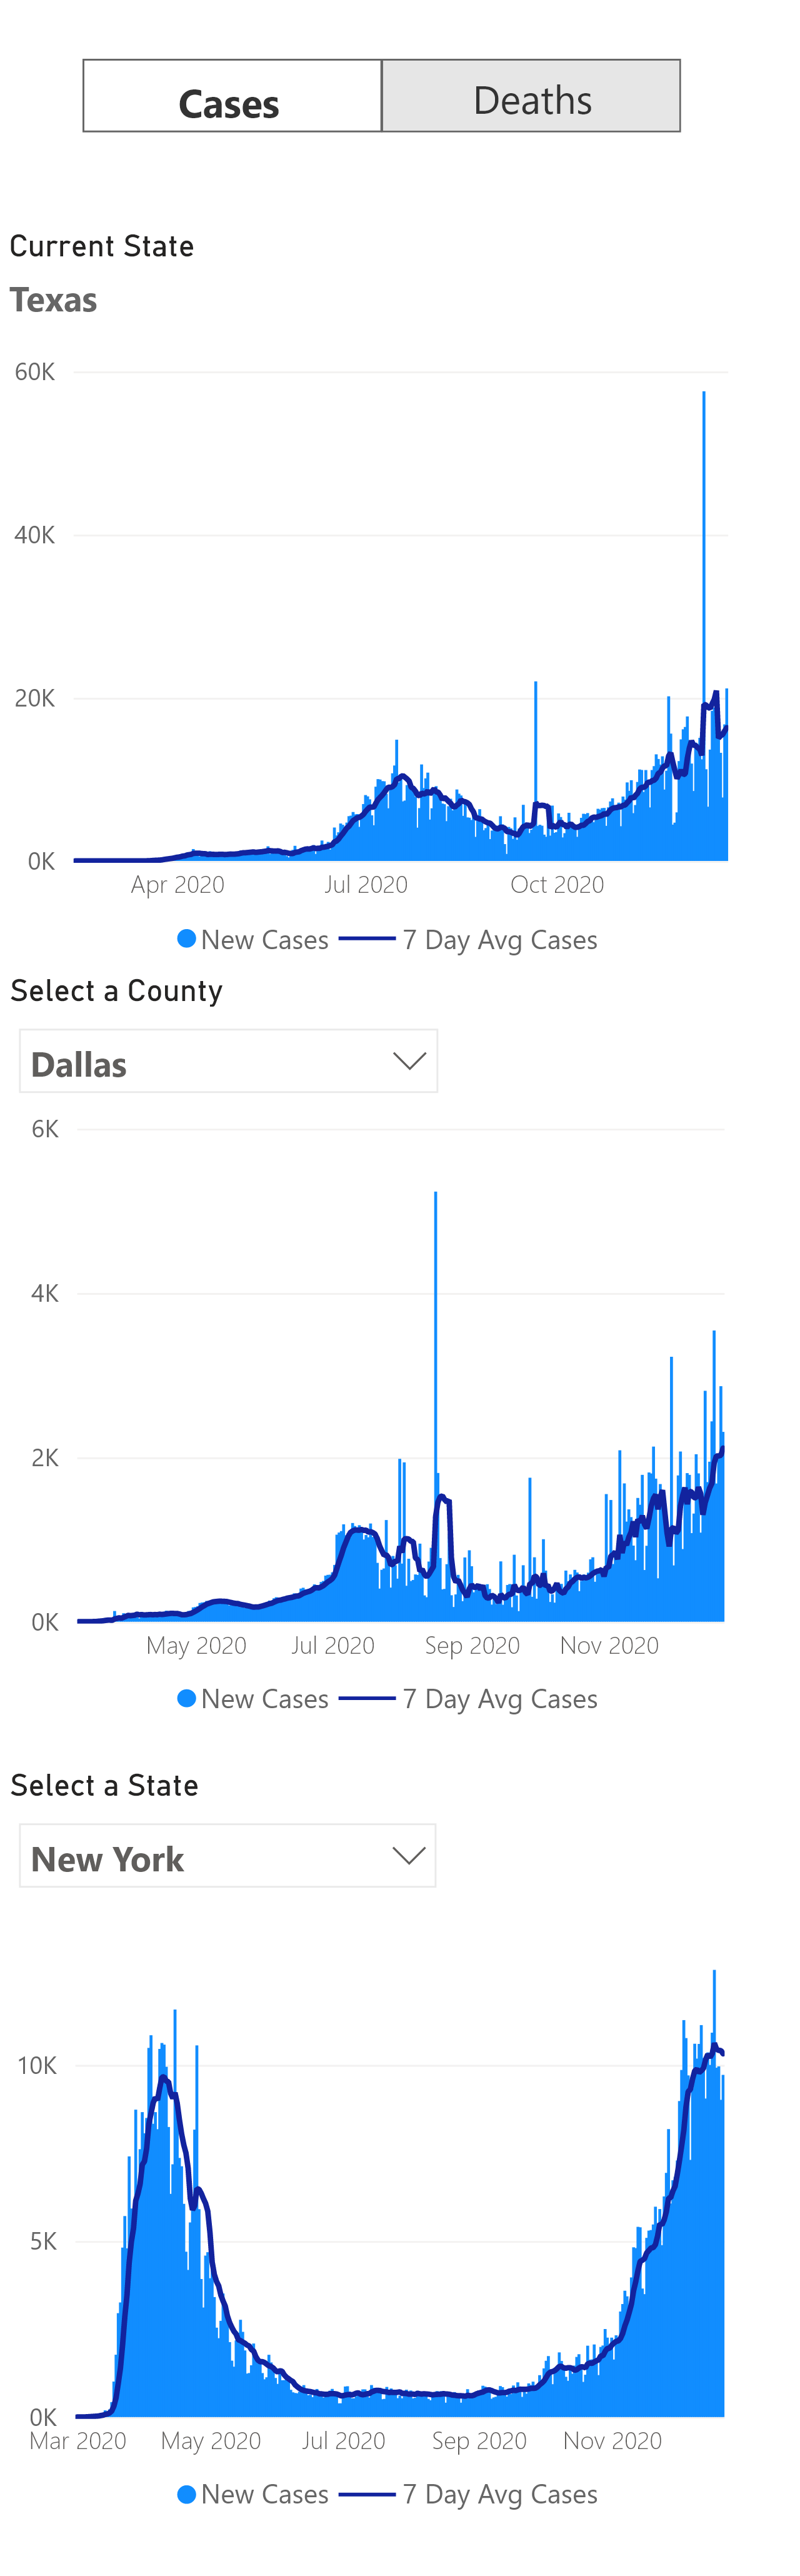 Cases Deaths
Current State
Texas
60K
40K
20K
0K
Apr 2020 Jul 2020 Oct 2020
New Cases 7 Day Avg Cases
Select a County
Dallas
6K
4K
2K
0K
May 2020 Jul 2020 Sep 2020 Nov 2020
New Cases 7 Day Avg Cases
Select a State
New York
10K
5K
0K
Mar 2020 May 2020 Jul 2020 Sep 2020 Nov 2020
New Cases 7 Day Avg Cases